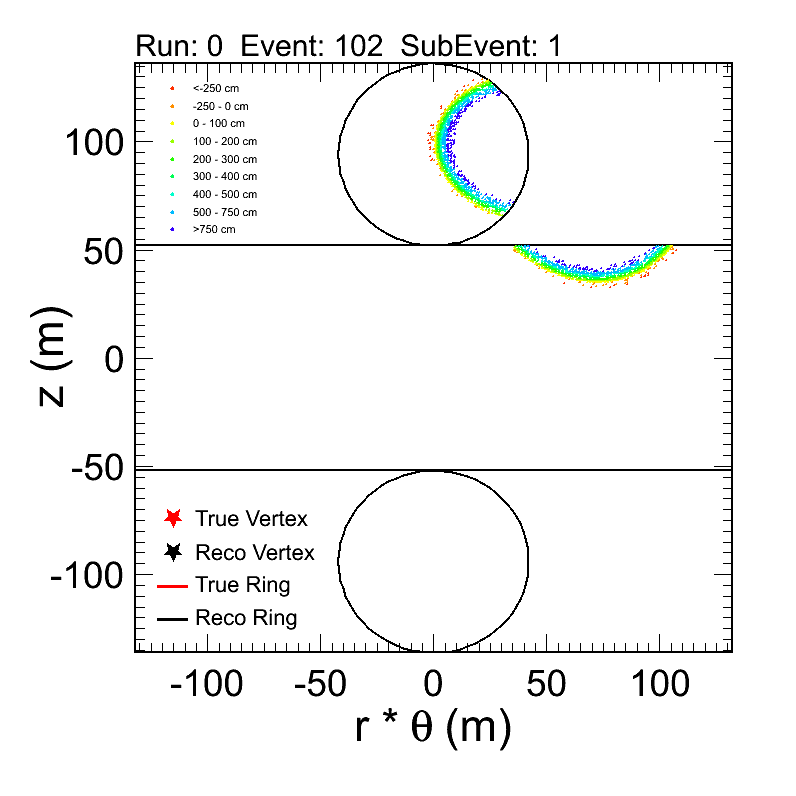 Run: 0  Event: 102  SubEvent: 1
<-250 cm
-250 - 0 cm
0 - 100 cm
100 - 200 cm
200 - 300 cm
300 - 400 cm
400 - 500 cm
500 - 750 cm
>750 cm
100
50
0
-50
-100
z (m)
True Vertex
Reco Vertex
True Ring
Reco Ring
-100 -50 0 50 100
r * θ (m)